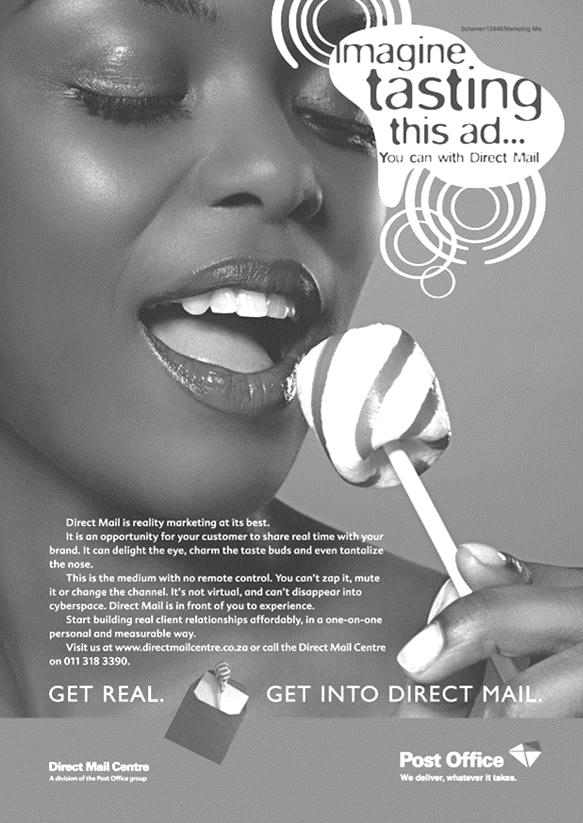 Scharrer/12446/Marketing Mix
Imagine
tasting
this ad...
You can with Direct Mail
Direct Mail is reality marketing at its best.
It is an opportunity for your customer to share real time with your
brand. It can delight the eye, charm the taste buds and even tantalize
the nose.
This is the medium with no remote control. You can't zap it, mute
it or change the channel. It's not virtual, and can't disappear into
cyberspace. Direct Mail is in front of you to experience.
Start building real client relationships affordably, in a one-on-one
personal and measurable way.
Visit us at www.directmailcentre.co.za or call the Direct Mail Centre
on 011 318 3390.
GET REAL. GET INTO DIRECT MAIL.
Direct Mail Centre
A division of the Post Office group
Post Office
We deliver, whatever it takes.